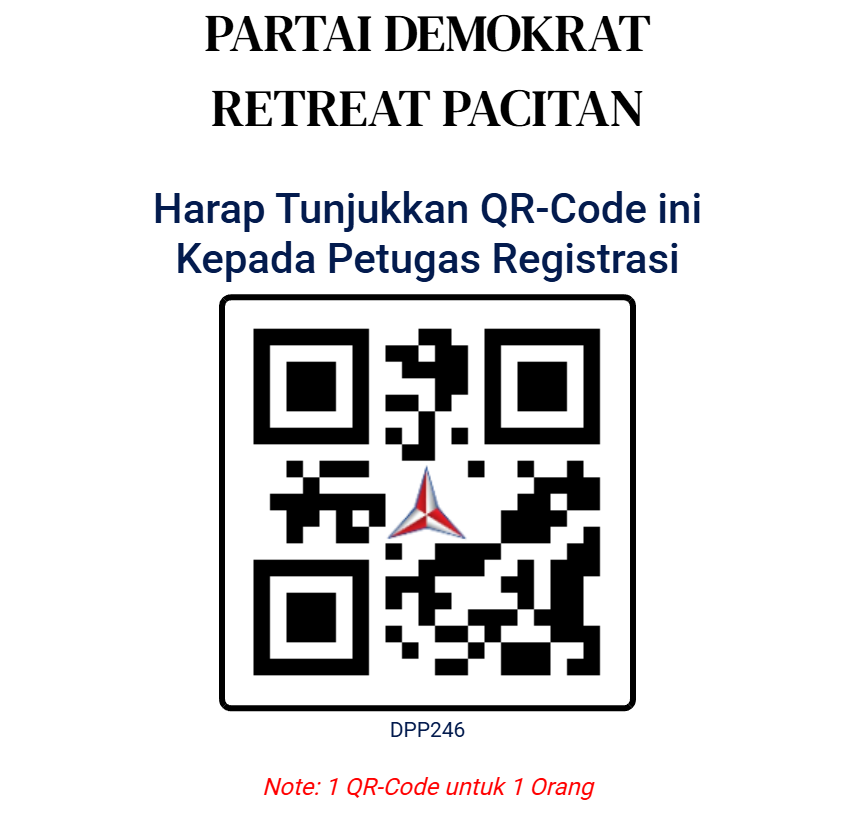 PARTAI DEMOKRAT
RETREAT PACITAN
Harap Tunjukkan QR-Code ini
Kepada Petugas Registrasi
DPP246
Note: 1 QR-Code untuk 1 Orang